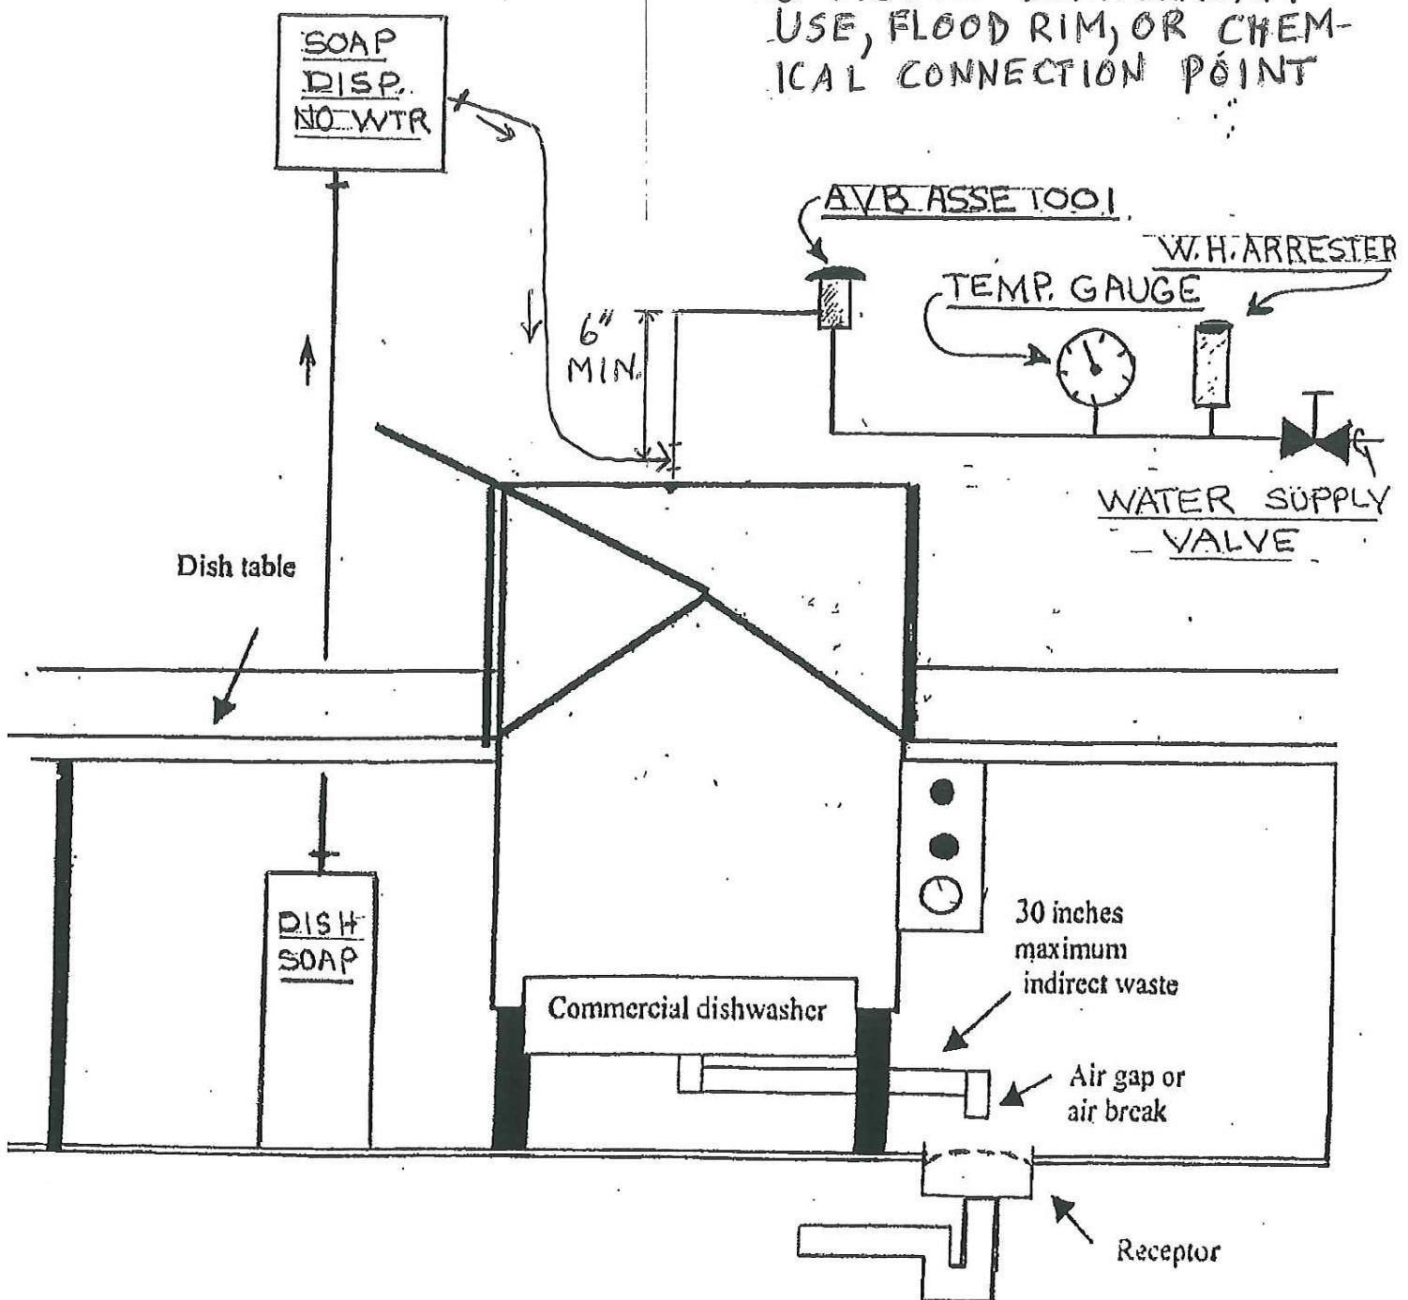 USE, FLOOD RIM, OR CHEM-
ICAL CONNECTION POINT
SOAP
DISP.
NO WTR
A.V.B. ASSE 1001
W.H. ARRESTER
TEMP. GAUGE
6"
MIN.
WATER SUPPLY
VALVE
Dish table
DISH
SOAP
30 inches
maximum
indirect waste
Commercial dishwasher
Air gap or
air break
Receptor